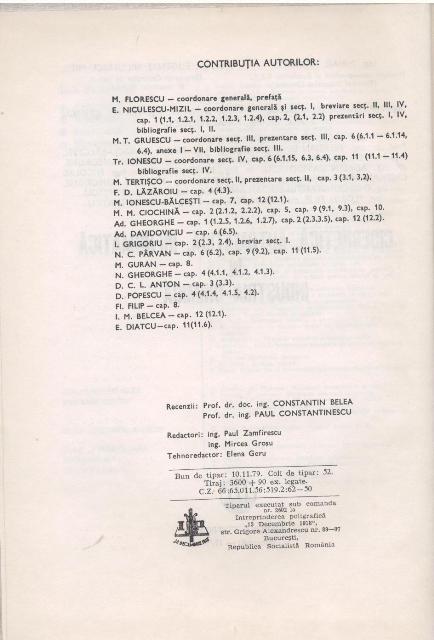 CONTRIBUȚIA AUTORILOR:
M. FLORESCU — coordonare generală, prefață
E. NICULESCU-MIZIL — coordonare generală și secț. I, breviare secț. II, III, IV,
cap. 1 (1.1, 1.2.1, 1.2.2, 1.2.3, 1.2.4), cap. 2, (2.1, 2.2) prezentări secț. I, IV,
bibliografie secț. I, II.
M. T. GRUESCU — coordonare secț. III, prezentare secț. III, cap. 6 (6.1.1 — 6.1.14,
6.4), anexe I — VII, bibliografie secț. III.
Tr. IONESCU — coordonare secț. IV, cap. 6 (6.1.15, 6.3, 6.4), cap. 11 (11.1 — 11.4)
bibliografie secț. IV.
M. TERTIȘCO — coordonare secț. II, prezentare secț. II, cap. 3 (3.1, 3.2),
F. D. LĂZĂROIU — cap. 4 (4.3).
M. IONESCU-BĂLCEȘTI — cap. 7, cap. 12 (12.1).
M. M. CIOCHINĂ — cap. 2 (2.1.2, 2.2.2), cap. 5, cap. 9 (9.1, 9.3), cap. 10.
Ad. GHEORGHE — cap. 1 (1.2.5, 1.2.6, 1.2.7), cap. 2 (2.3.3.5), cap. 12 (12.2).
Ad. DAVIDOVICIU — cap. 6 (6.5).
I. GRIGORIU — cap. 2 (2.3, 2.4), breviar secț. I.
N. C. PÂRVAN — cap. 6 (6.2), cap. 9 (9.2), cap. 11 (11.5).
M. GURAN — cap. 8.
N. GHEORGHE — cap. 4 (4.1.1, 4.1.2, 4.1.3).
D. C. L. ANTON — cap. 3 (3.3).
D. POPESCU — cap. 4 (4.1.4, 4.1.5, 4.2).
Fl. FILIP — cap. 8.
I. M. BELCEA — cap. 12 (12.1).
E. DIATCU—cap. 11(11.6).
Recenzii: Prof. dr. doc. ing. CONSTANTIN BELEA
Prof. dr. ing. PAUL CONSTANTINESCU
Redactori: ing. Paul Zamfirescu
ing. Mircea Grosu
Tehnoredactor: Elena Geru
Bun de tipar: 10.11.79. Coli de tipar: 52.
Tiraj: 3600 + 90 ex. legate.
C.Z. 66:65.011.56:519.2:62—50
Tiparul executat sub comanda
nr. 2602 la
Întreprinderea poligrafică
„13 Decembrie 1918",
str. Grigore Alexandrescu nr. 89—97
București,
Republica Socialistă România
13 DECEMBRIE 1918